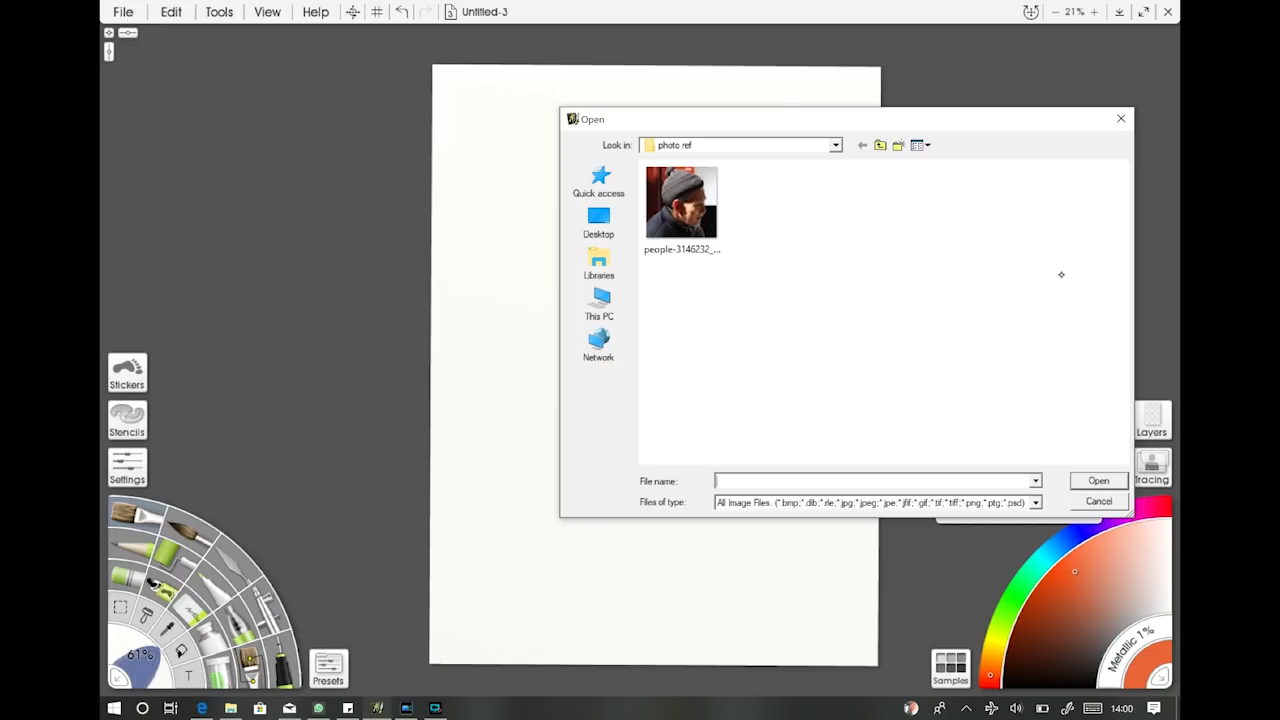 File Edit Tools View Help 3 Untitled-3 21%
Open
Look in: photo ref
Quick access
Desktop
Libraries
This PC
Network
people-3146232_...
File name: Open
Files of type: All Image Files. (*.bmp;*.dib;*.rle;*.jpg;*.jpeg;*.jpe;*.jfif;*.gif;*.tif;*.tiff;*.png;*.ptg;*.psd) Cancel
Stickers
Stencils
Settings
Layers
Tracing
61%
T
Presets
Metallic 1%
Samples
14:00